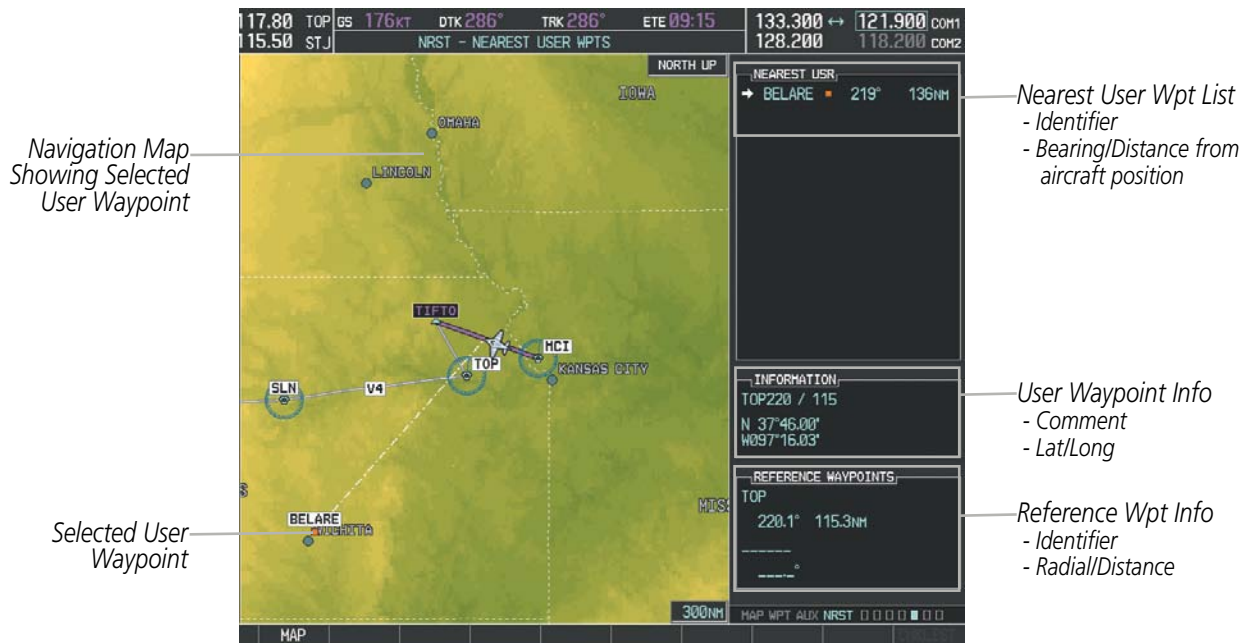 117.80 TOP GS 176KT DTK 286° TRK 286° ETE 09:15 133.300 ↔ 121.900 COM1
115.50 STJ NRST - NEAREST USER WPTS 128.200 118.200 COM2
NORTH UP
IOWA
OMAHA
LINCOLN
TIFTO
MCI
TOP
KANSAS CITY
SLN
V4
BELARE
WICHITA
S
MIS
300NM
NEAREST USR
BELARE 219° 136NM
INFORMATION
TOP220 / 115
N 37°46.00'
W097°16.03'
REFERENCE WAYPOINTS
TOP
220.1° 115.3NM
______
___._°
MAP WPT AUX NRST
MAP
Navigation Map
Showing Selected
User Waypoint
Selected User
Waypoint
Nearest User Wpt List
- Identifier
- Bearing/Distance from
aircraft position
User Waypoint Info
- Comment
- Lat/Long
Reference Wpt Info
- Identifier
- Radial/Distance